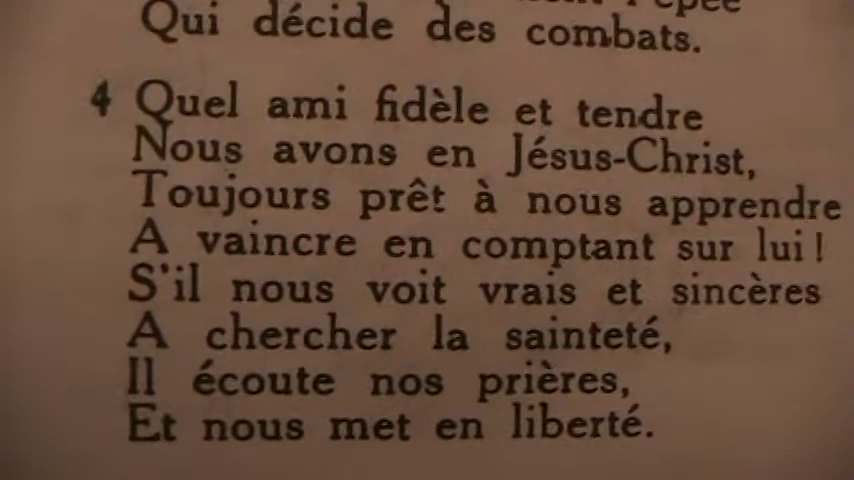 l'épée
Qui décide des combats.
4 Quel ami fidèle et tendre
Nous avons en Jésus-Christ,
Toujours prêt à nous apprendre
A vaincre en comptant sur lui!
S'il nous voit vrais et sincères
A chercher la sainteté,
Il écoute nos prières,
Et nous met en liberté.